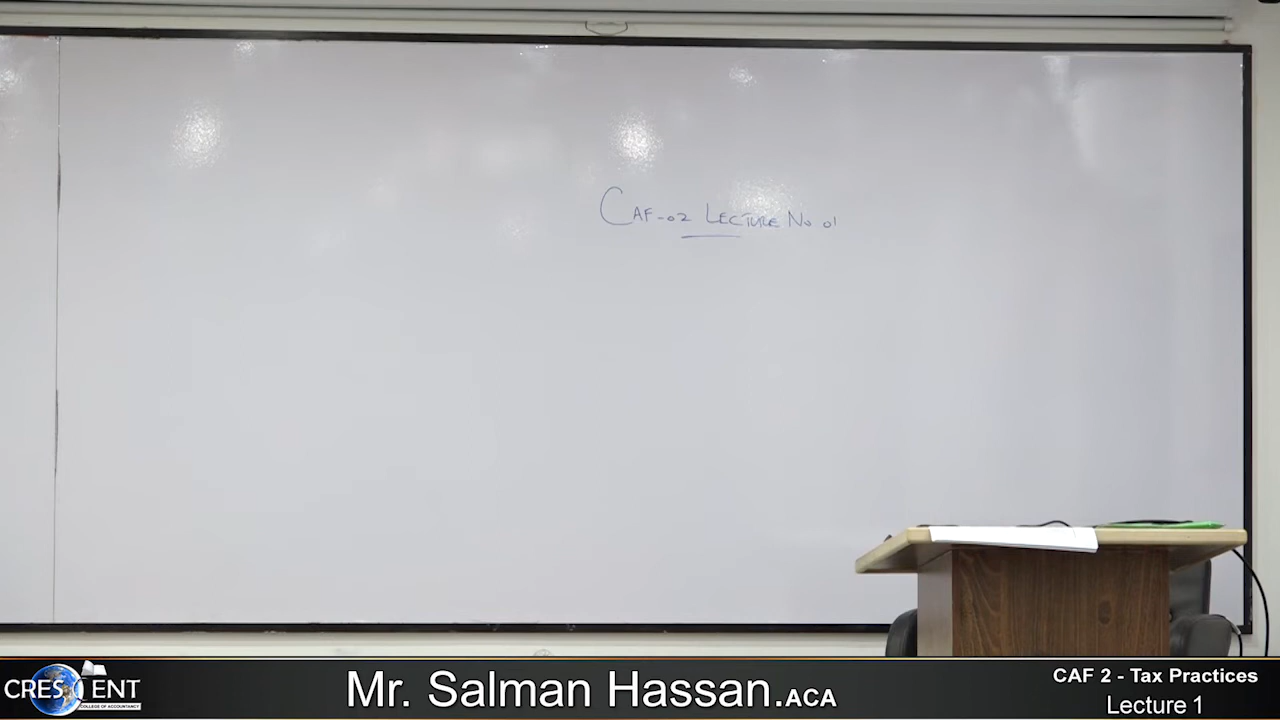 CAF-02 LECTURE No 01
CRESCENT
COLLEGE OF ACCOUNTANCY
Mr. Salman Hassan.ACA
CAF 2 - Tax Practices
Lecture 1